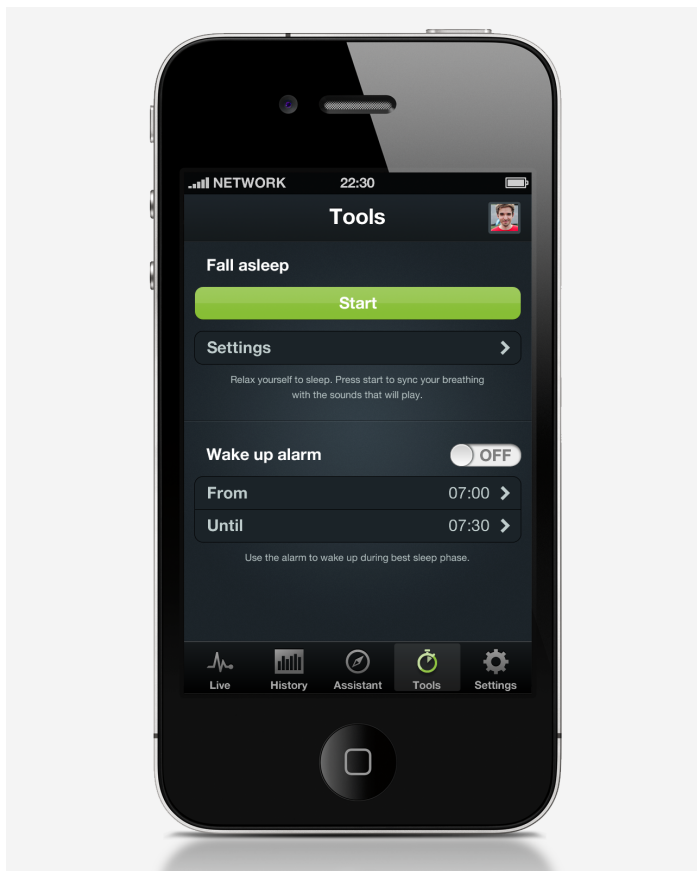 NETWORK 22:30
Tools
Fall asleep
Start
Settings
Relax yourself to sleep. Press start to sync your breathing
with the sounds that will play.
Wake up alarm OFF
From 07:00
Until 07:30
Use the alarm to wake up during best sleep phase.
Live History Assistant Tools Settings